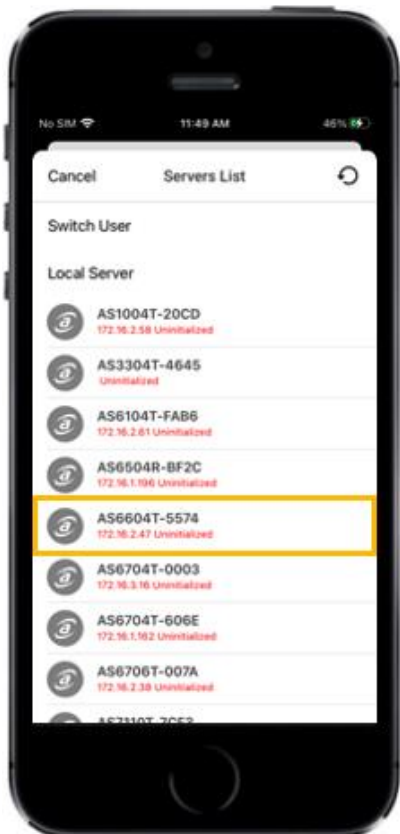 No SIM 11:49 AM 46%
Cancel Servers List
Switch User
Local Server
AS1004T-20CD
172.16.2.58 Uninitialized
AS3304T-4645
Uninitialized
AS6104T-FAB6
172.16.2.61 Uninitialized
AS6504R-BF2C
172.16.1.196 Uninitialized
AS6604T-5574
172.16.2.47 Uninitialized
AS6704T-0003
172.16.3.16 Uninitialized
AS6704T-606E
172.16.1.162 Uninitialized
AS6706T-007A
172.16.2.38 Uninitialized